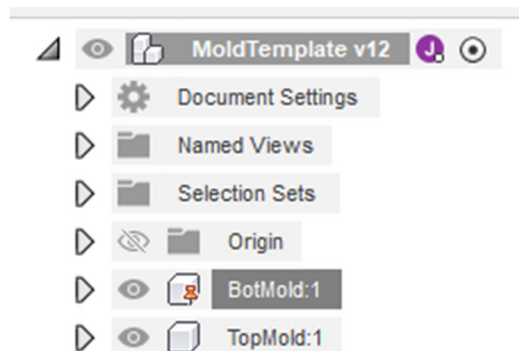 MoldTemplate v12 J
Document Settings
Named Views
Selection Sets
Origin
BotMold:1
TopMold:1